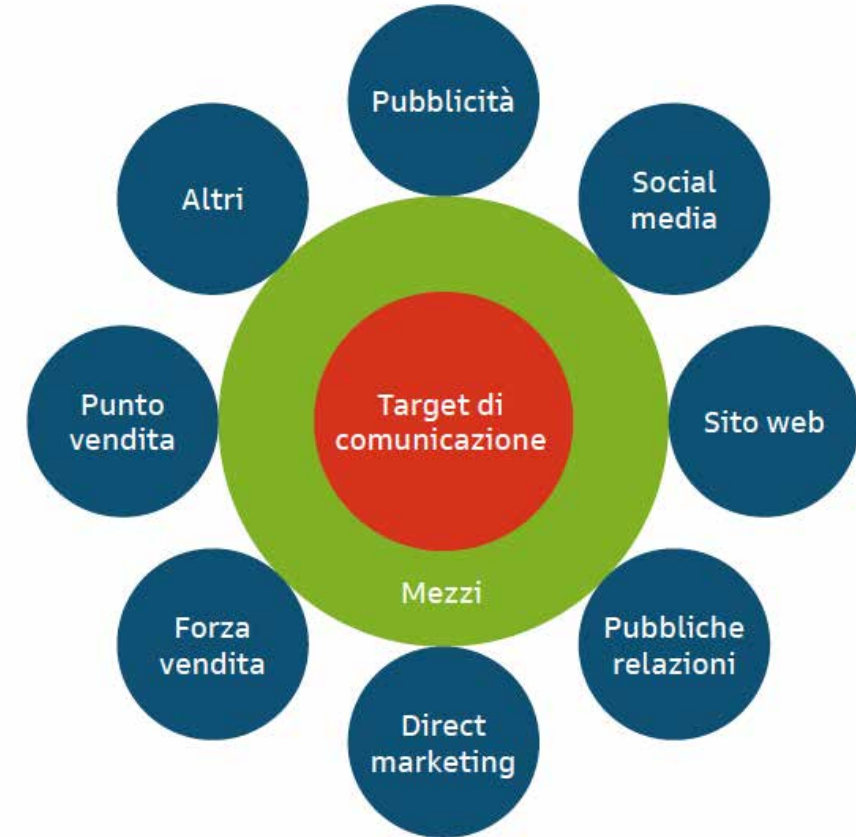 Pubblicità
Altri
Social
media
Punto
vendita
Target di
comunicazione
Sito web
Mezzi
Forza
vendita
Pubbliche
relazioni
Direct
marketing